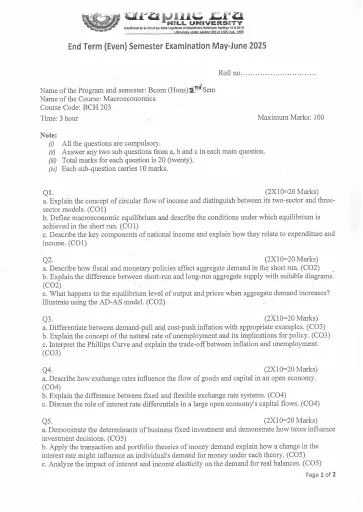 Graphic Era
HILL UNIVERSITY
End Term (Even) Semester Examination May-June 2025
Roll no..............................
Name of the Program and semester: Bcom (Hons) 2nd Sem
Name of the Course: Macroeconomics
Course Code: BCH 203
Time: 3 hour Maximum Marks: 100
Note:
(i) All the questions are compulsory.
(ii) Answer any two sub questions from a, b and c in each main question.
(iii) Total marks for each question is 20 (twenty).
(iv) Each sub-question carries 10 marks.
Q1. (2X10=20 Marks)
a. Explain the concept of circular flow of income and distinguish between its two-sector and three-
sector models. (CO1)
b. Define macroeconomic equilibrium and describe the conditions under which equilibrium is
achieved in the short run. (CO1)
c. Describe the key components of national income and explain how they relate to expenditure and
income. (CO1)
Q2. (2X10=20 Marks)
a. Describe how fiscal and monetary policies affect aggregate demand in the short run. (CO2)
b. Explain the difference between short-run and long-run aggregate supply with suitable diagrams.
(CO2)
c. What happens to the equilibrium level of output and prices when aggregate demand increases?
Illustrate using the AD-AS model. (CO2)
Q3. (2X10=20 Marks)
a. Differentiate between demand-pull and cost-push inflation with appropriate examples. (CO3)
b. Explain the concept of the natural rate of unemployment and its implications for policy. (CO3)
c. Interpret the Phillips Curve and explain the trade-off between inflation and unemployment.
(CO3)
Q4. (2X10=20 Marks)
a. Describe how exchange rates influence the flow of goods and capital in an open economy.
(CO4)
b. Explain the difference between fixed and flexible exchange rate systems. (CO4)
c. Discuss the role of interest rate differentials in a large open economy's capital flows. (CO4)
Q5. (2X10=20 Marks)
a. Demonstrate the determinants of business fixed investment and demonstrate how taxes influence
investment decisions. (CO5)
b. Apply the transaction and portfolio theories of money demand explain how a change in the
interest rate might influence an individual's demand for money under each theory. (CO5)
c. Analyze the impact of interest and income elasticity on the demand for real balances. (CO5)
Page 1 of 2